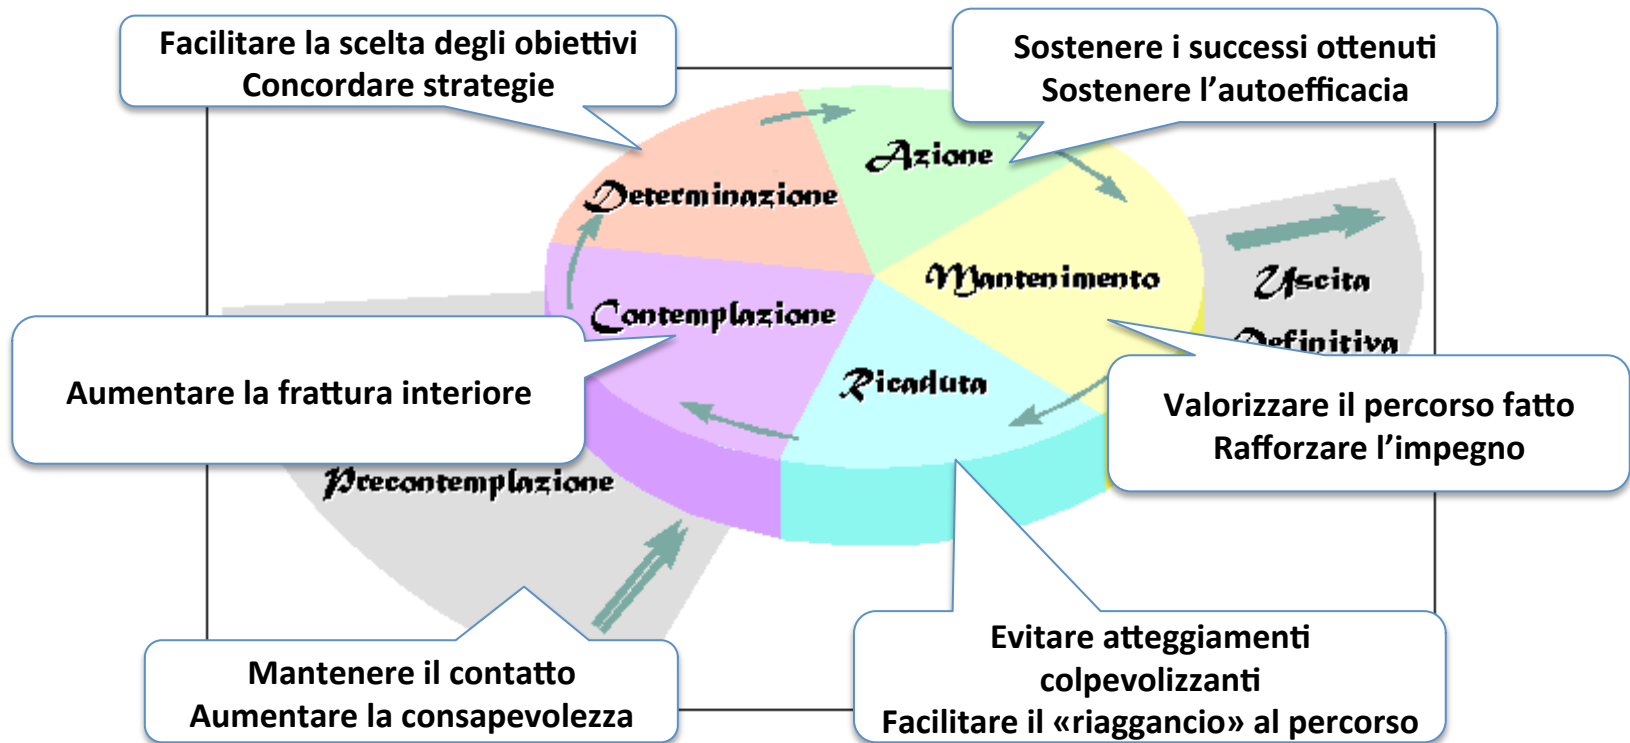 Facilitare la scelta degli obiettivi
Concordare strategie
Sostenere i successi ottenuti
Sostenere l’autoefficacia
Azione
Determinazione
Mantenimento
Uscita
Definitiva
Contemplazione
Ricaduta
Aumentare la frattura interiore
Valorizzare il percorso fatto
Rafforzare l’impegno
Precontemplazione
Mantenere il contatto
Aumentare la consapevolezza
Evitare atteggiamenti
colpevolizzanti
Facilitare il «riaggancio» al percorso